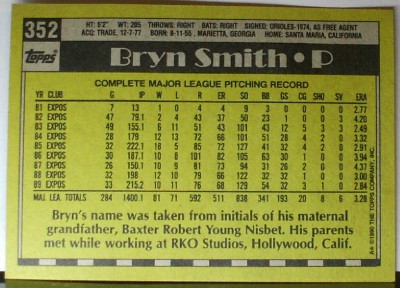 352
Topps
HT: 6'2" WT: 205 THROWS: RIGHT BATS: RIGHT SIGNED: ORIOLES-1974, AS FREE AGENT
ACQ: TRADE, 12-7-77 BORN: 8-11-55, MARIETTA, GEORGIA HOME: SANTA MARIA, CALIFORNIA
Bryn Smith • P
COMPLETE MAJOR LEAGUE PITCHING RECORD
YR CLUB G IP W L R ER SO BB GS CG SHO SV ERA
81 EXPOS 7 13 1 0 4 4 9 3 0 0 0 0 2.77
82 EXPOS 47 79.1 2 4 43 37 50 23 1 0 0 3 4.20
83 EXPOS 49 155.1 6 11 51 43 101 43 12 5 3 3 2.49
84 EXPOS 28 179 12 13 72 66 101 51 28 4 2 0 3.32
85 EXPOS 32 222.1 18 5 85 72 127 41 32 4 2 0 2.91
86 EXPOS 30 187.1 10 8 101 82 105 63 30 1 0 0 3.94
87 EXPOS 26 150.1 10 9 81 73 94 31 26 2 0 0 4.37
88 EXPOS 32 198 12 10 79 66 122 32 32 1 0 0 3.00
89 EXPOS 33 215.2 10 11 76 68 129 54 32 3 1 0 2.84
MAJ. LEA. TOTALS 284 1400.1 81 71 592 511 838 341 193 20 8 6 3.28
Bryn's name was taken from initials of his maternal
grandfather, Baxter Robert Young Nisbet. His parents
met while working at RKO Studios, Hollywood, Calif.
A* © 1990 THE TOPPS COMPANY, INC.